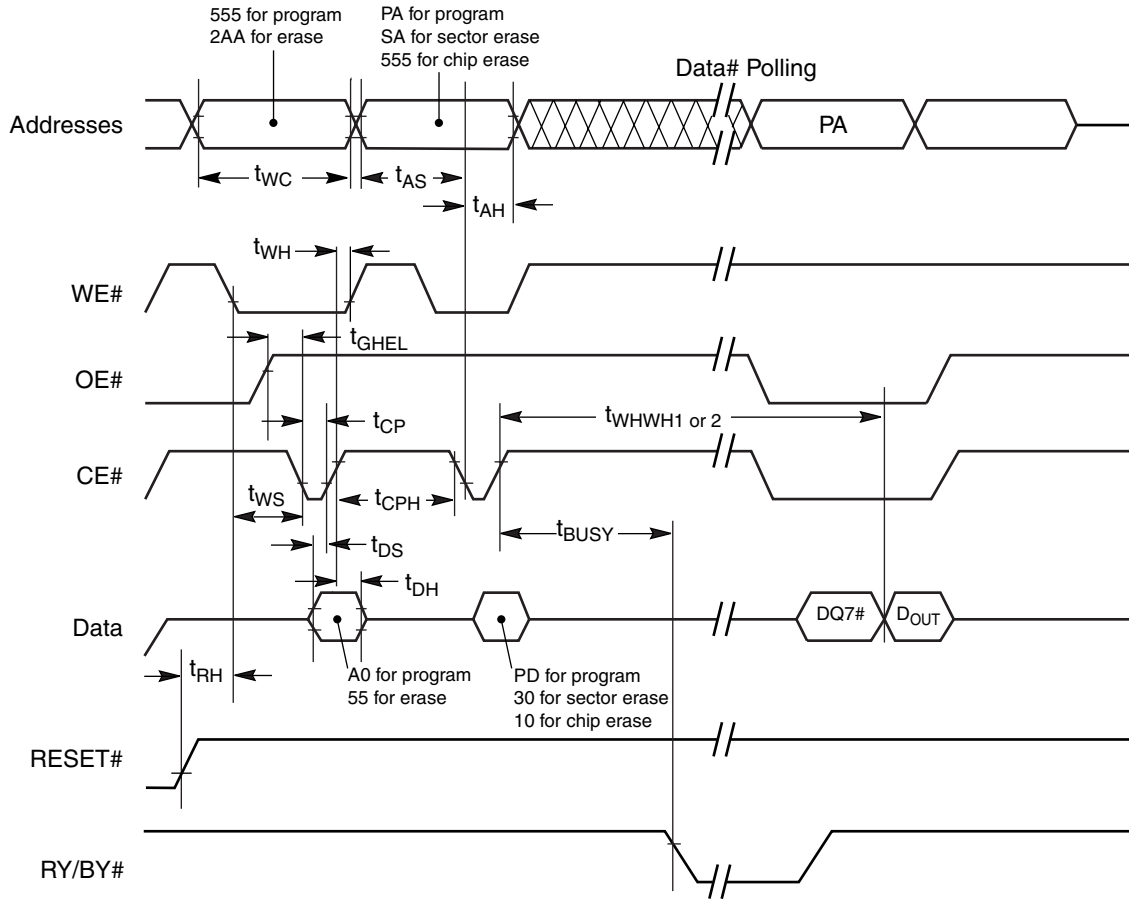 555 for program
2AA for erase
PA for program
SA for sector erase
555 for chip erase
Data# Polling
Addresses
PA
tWC
tAS
tAH
tWH
WE#
tGHEL
OE#
tCP
tWHWH1 or 2
CE#
tWS
tCPH
tBUSY
tDS
tDH
Data
DQ7#
DOUT
tRH
A0 for program
55 for erase
PD for program
30 for sector erase
10 for chip erase
RESET#
RY/BY#